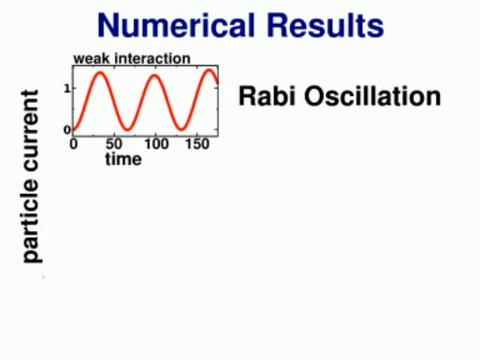 Numerical Results
weak interaction
1
0
0 50 100 150
time
particle current
Rabi Oscillation